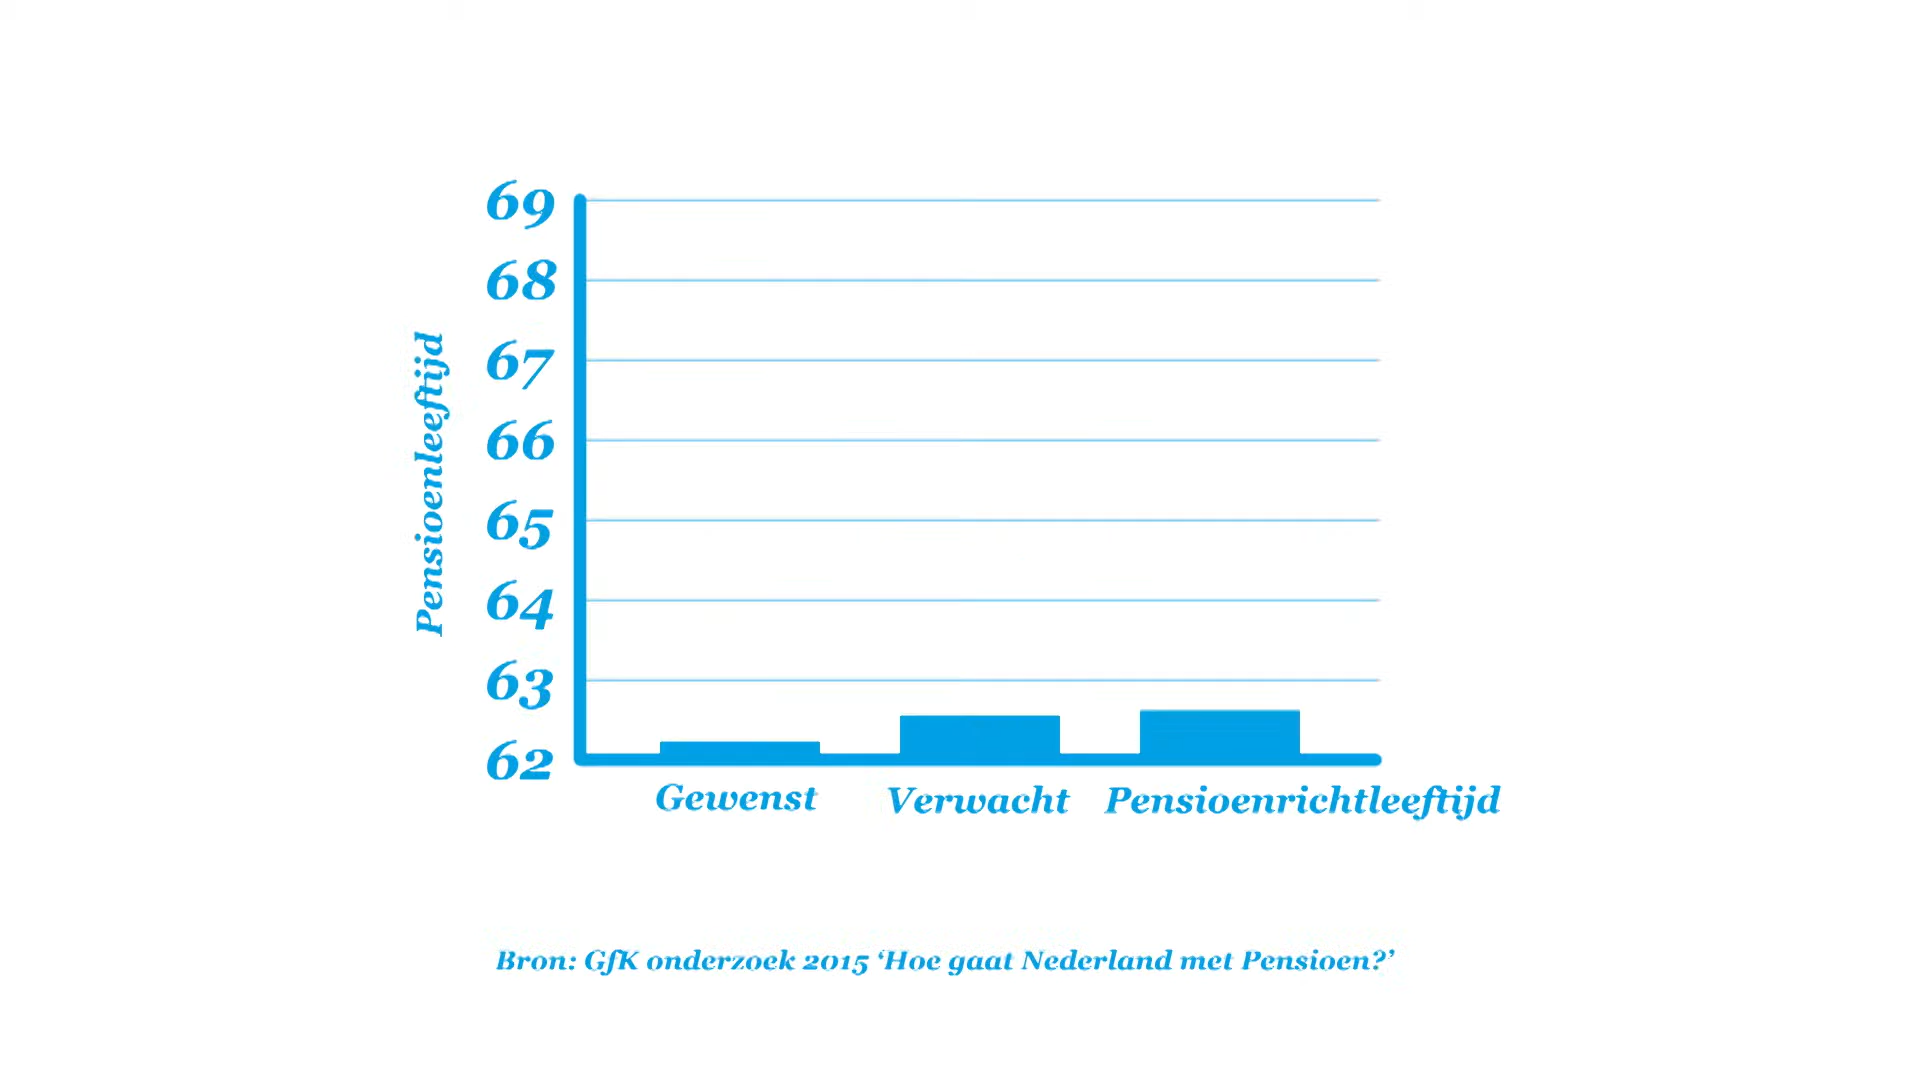 69
68
67
66
65
64
63
62
Pensioenleeftijd
Gewenst
Verwacht
Pensioenrichtleeftijd
Bron: GfK onderzoek 2015 ‘Hoe gaat Nederland met Pensioen?’